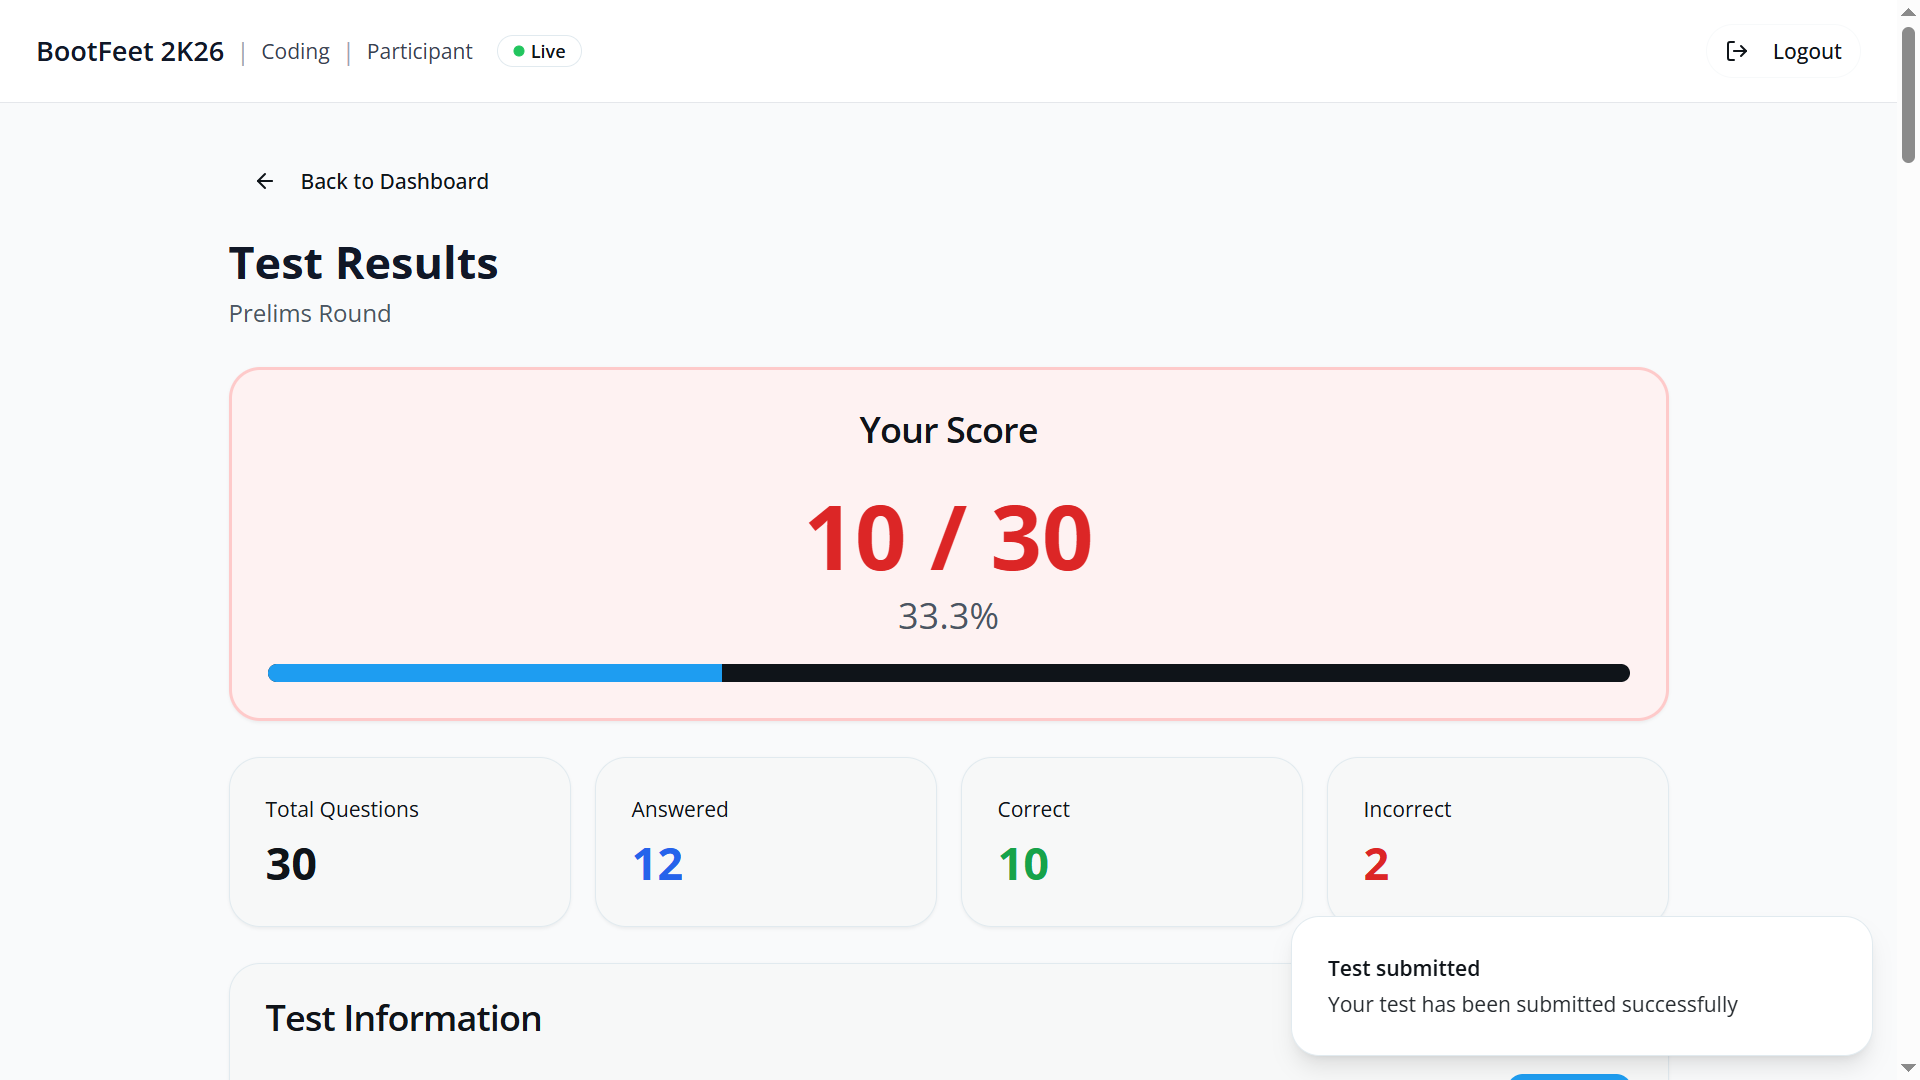 BootFeet 2K26 | Coding | Participant Live Logout
Back to Dashboard
Test Results
Prelims Round
Your Score
10 / 30
33.3%
Total Questions
30
Answered
12
Correct
10
Incorrect
2
Test Information
Test submitted
Your test has been submitted successfully